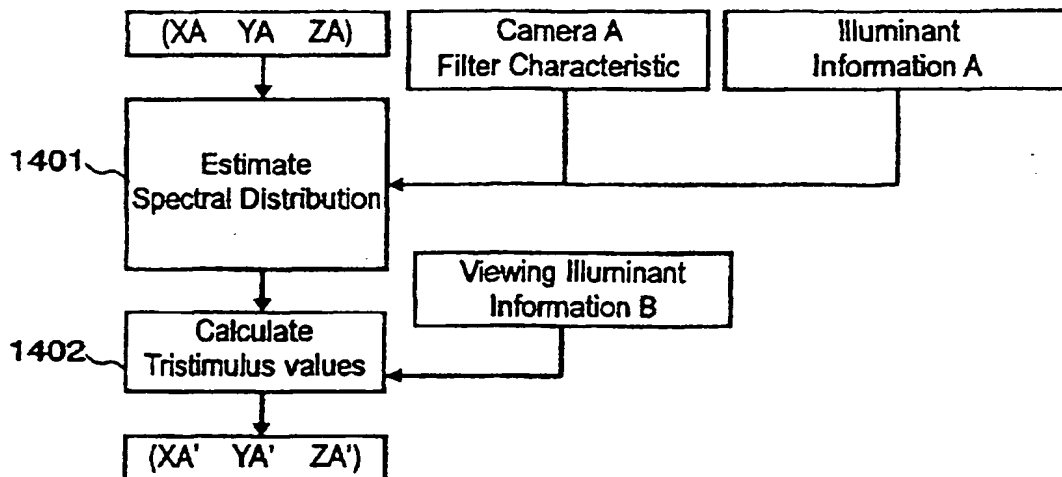 (XA YA ZA)
Camera A
Filter Characteristic
Illuminant
Information A
1401
Estimate
Spectral Distribution
Viewing Illuminant
Information B
1402
Calculate
Tristimulus values
(XA' YA' ZA')